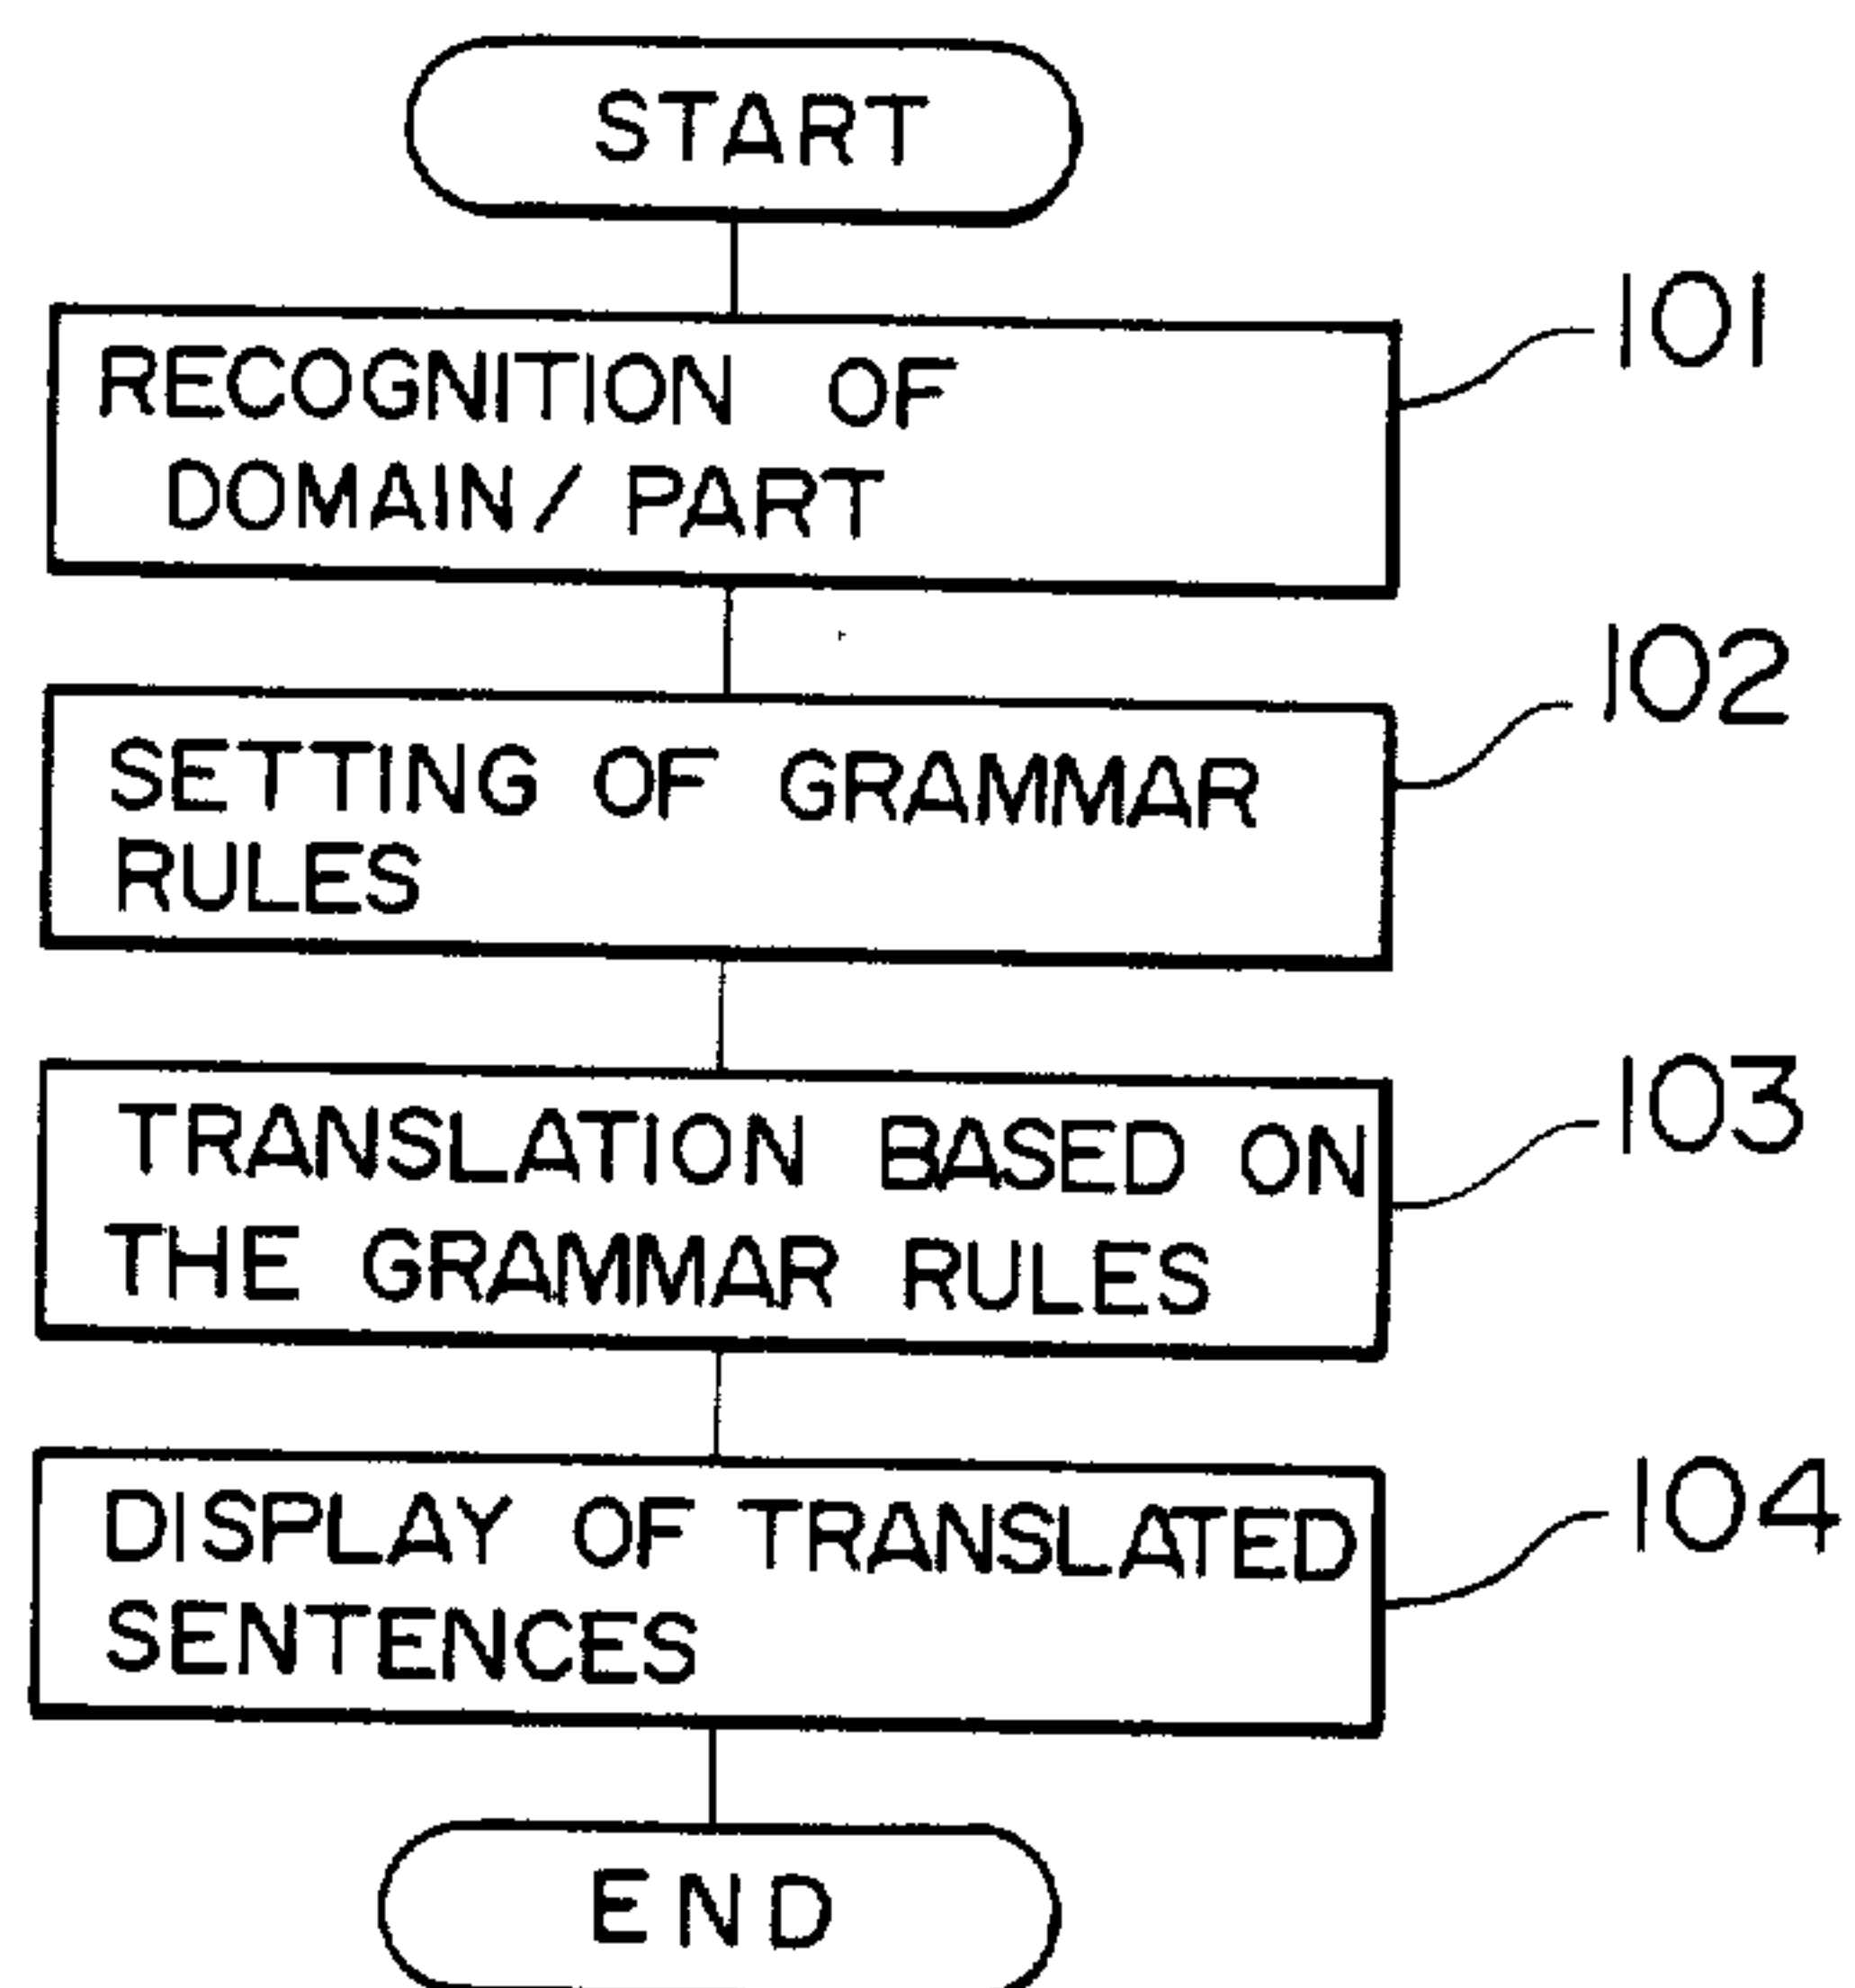 START
101
RECOGNITION OF
DOMAIN/ PART
102
SETTING OF GRAMMAR
RULES
103
TRANSLATION BASED ON
THE GRAMMAR RULES
104
DISPLAY OF TRANSLATED
SENTENCES
END